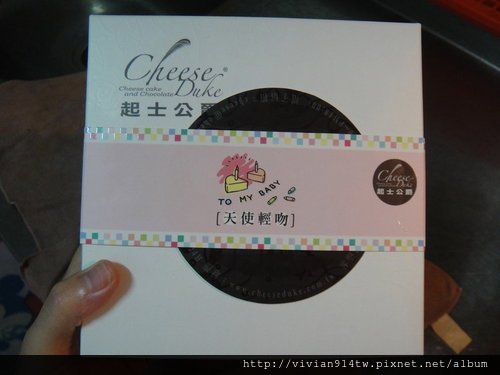 Cheese
Duke®
Cheese cake
and Chocolate
起士公爵
TO MY BABY
[天使輕吻]
Cheese
Duke
起士公爵
www.cheeseduke.com.tw
http://vivian914tw.pixnet.net/album